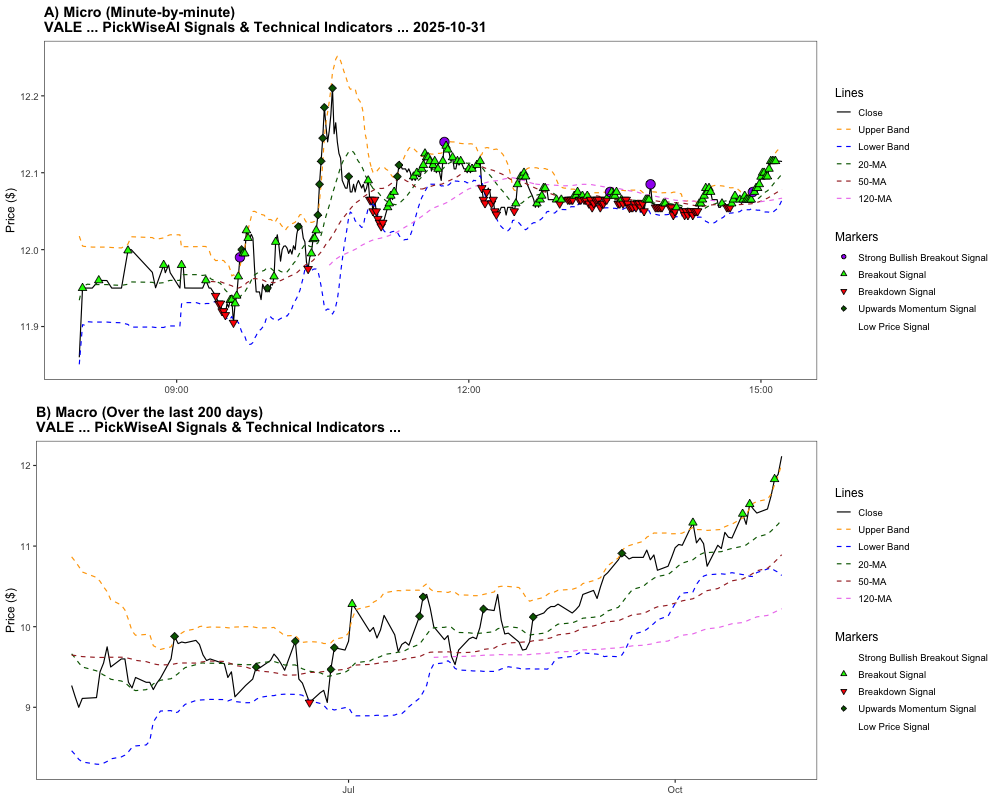 A) Micro (Minute-by-minute)
VALE ... PickWiseAI Signals & Technical Indicators ... 2025-10-31
Price ($)
12.2
12.1
12.0
11.9
09:00
12:00
15:00
Lines
Close
Upper Band
Lower Band
20-MA
50-MA
120-MA
Markers
Strong Bullish Breakout Signal
Breakout Signal
Breakdown Signal
Upwards Momentum Signal
Low Price Signal
B) Macro (Over the last 200 days)
VALE ... PickWiseAI Signals & Technical Indicators ...
Price ($)
12
11
10
9
Jul
Oct
Lines
Close
Upper Band
Lower Band
20-MA
50-MA
120-MA
Markers
Strong Bullish Breakout Signal
Breakout Signal
Breakdown Signal
Upwards Momentum Signal
Low Price Signal